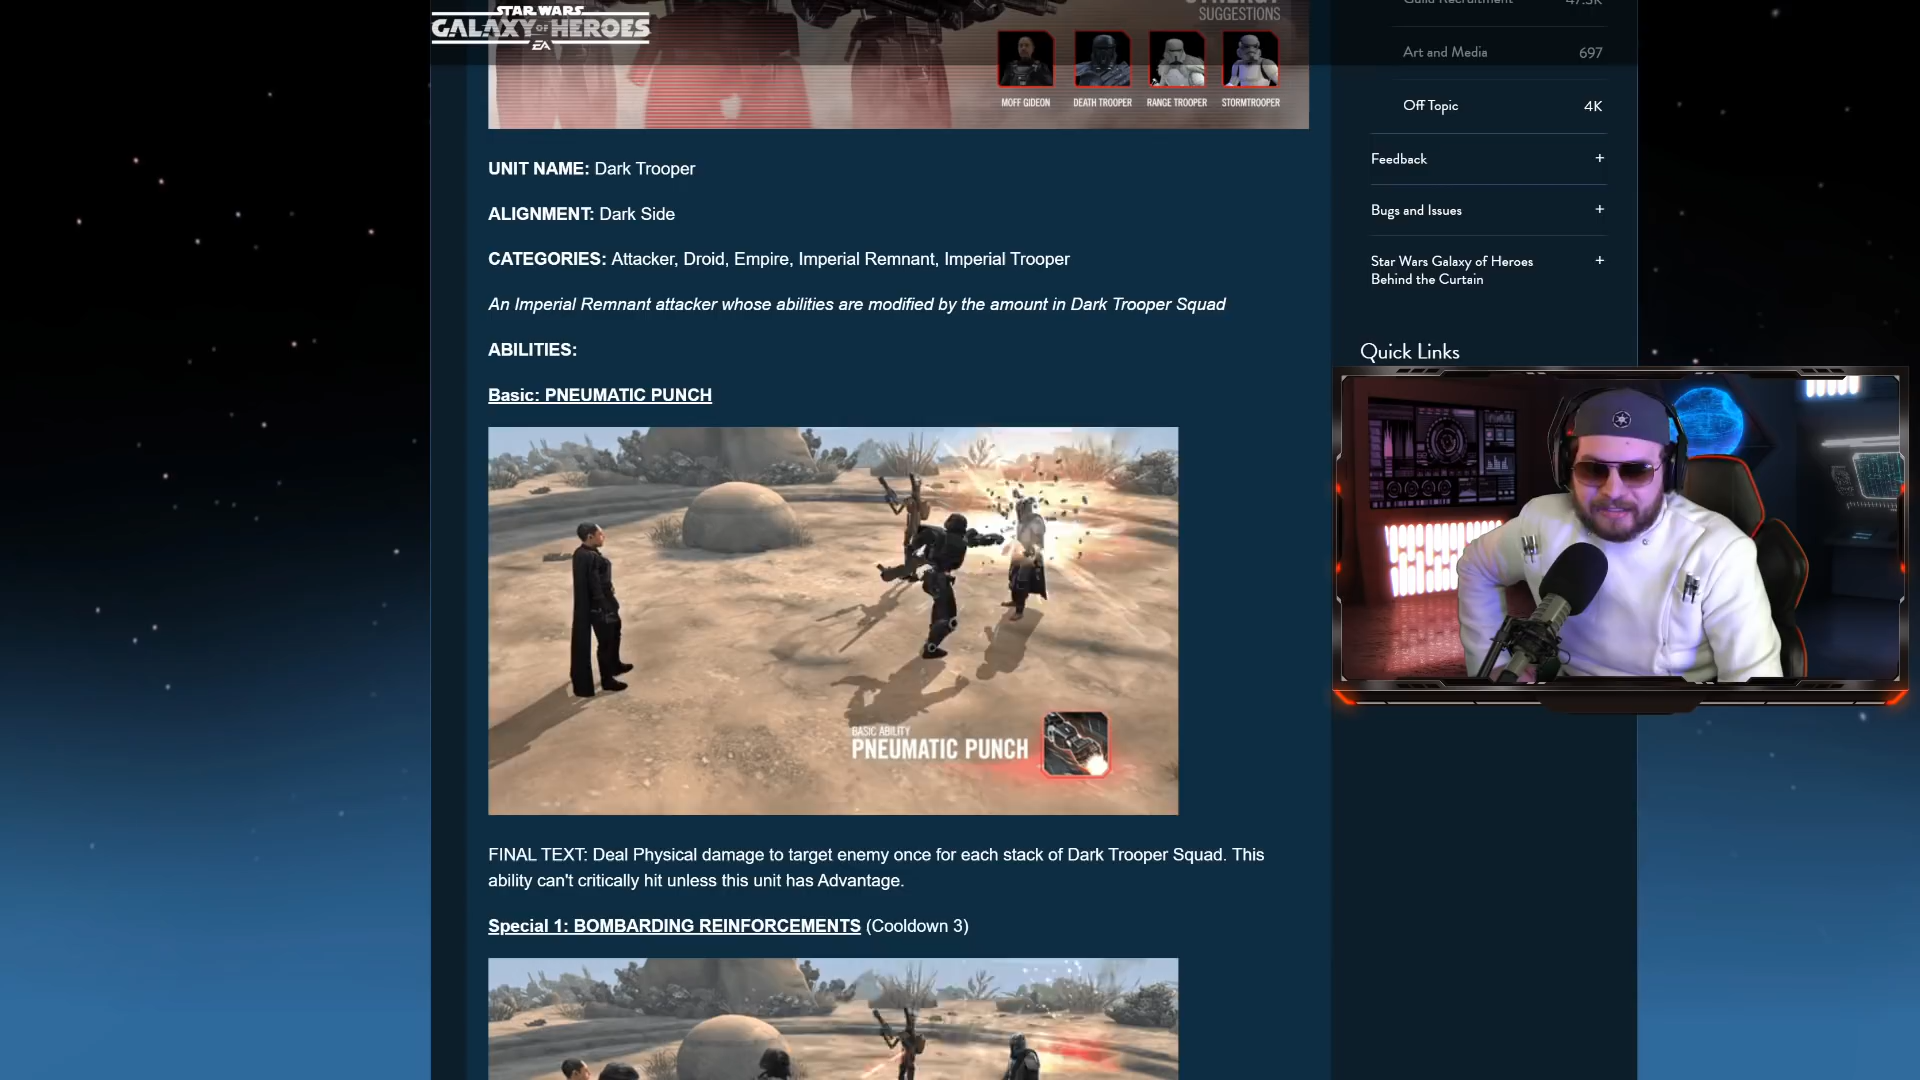 STAR WARS
GALAXY OF HEROES
EA
SYNERGY
SUGGESTIONS
MOFF GIDEON
DEATH TROOPER
RANGE TROOPER
STORMTROOPER
UNIT NAME: Dark Trooper
ALIGNMENT: Dark Side
CATEGORIES: Attacker, Droid, Empire, Imperial Remnant, Imperial Trooper
An Imperial Remnant attacker whose abilities are modified by the amount in Dark Trooper Squad
ABILITIES:
Basic: PNEUMATIC PUNCH
BASIC ABILITY
PNEUMATIC PUNCH
FINAL TEXT: Deal Physical damage to target enemy once for each stack of Dark Trooper Squad. This
ability can't critically hit unless this unit has Advantage.
Special 1: BOMBARDING REINFORCEMENTS (Cooldown 3)
Guild Recruitment 47.3K
Art and Media 697
Off Topic 4K
Feedback +
Bugs and Issues +
Star Wars Galaxy of Heroes +
Behind the Curtain
Quick Links